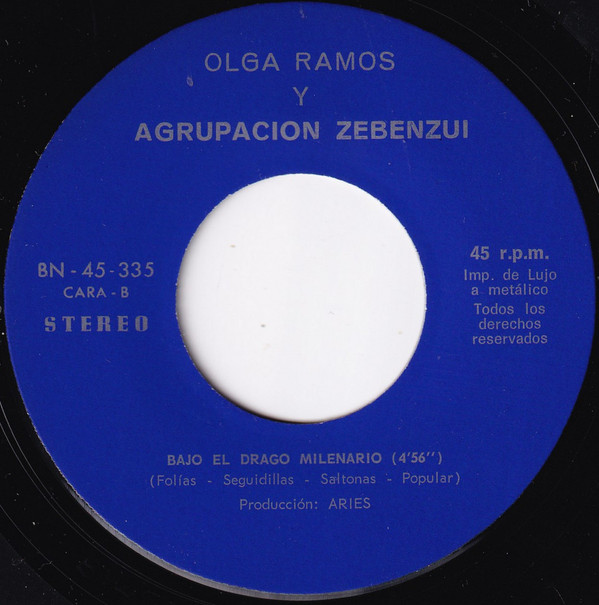 OLGA RAMOS
Y
AGRUPACION ZEBENZUI
BN - 45 - 335
CARA - B
STEREO
45 r.p.m.
Imp. de Lujo
a metálico
Todos los
derechos
reservados
BAJO EL DRAGO MILENARIO (4'56'')
(Folías - Seguidillas - Saltonas - Popular)
Producción: ARIES